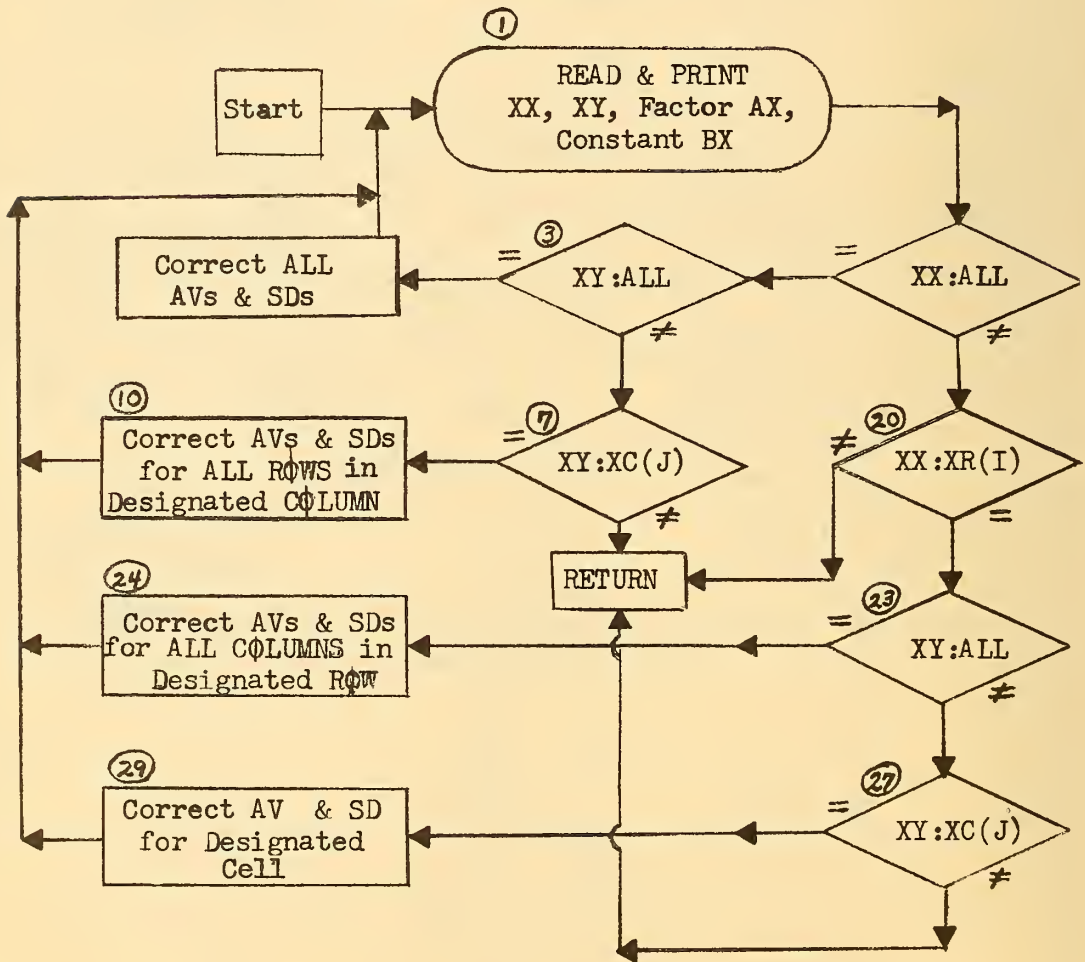 ①
Start
READ & PRINT
XX, XY, Factor AX,
Constant BX
= ③
XY:ALL
≠
=
XX:ALL
≠
Correct ALL
AVs & SDs
⑩
Correct AVs & SDs
for ALL RØWS in
Designated CØLUMN
= ⑦
XY:XC(J)
≠
≠ ⑳
XX:XR(I)
=
RETURN
㉔
Correct AVs & SDs
for ALL CØLUMNS in
Designated RØW
= ㉓
XY:ALL
≠
㉙
Correct AV & SD
for Designated
Cell
= ㉗
XY:XC(J)
≠